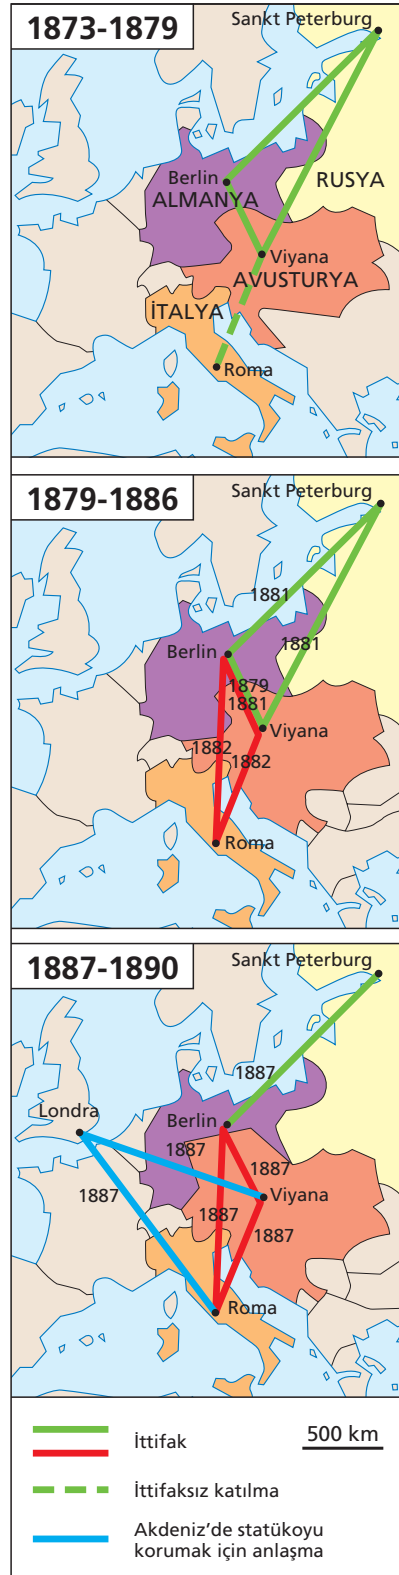 1873-1879
Sankt Peterburg
Berlin
ALMANYA
RUSYA
Viyana
AVUSTURYA
İTALYA
Roma
1879-1886
Sankt Peterburg
1881
1881
Berlin
1879
1881
Viyana
1882
1882
Roma
1887-1890
Sankt Peterburg
1887
Londra
Berlin
1887
1887
1887
Viyana
1887
1887
Roma
İttifak
500 km
İttifaksız katılma
Akdeniz’de statükoyu
korumak için anlaşma